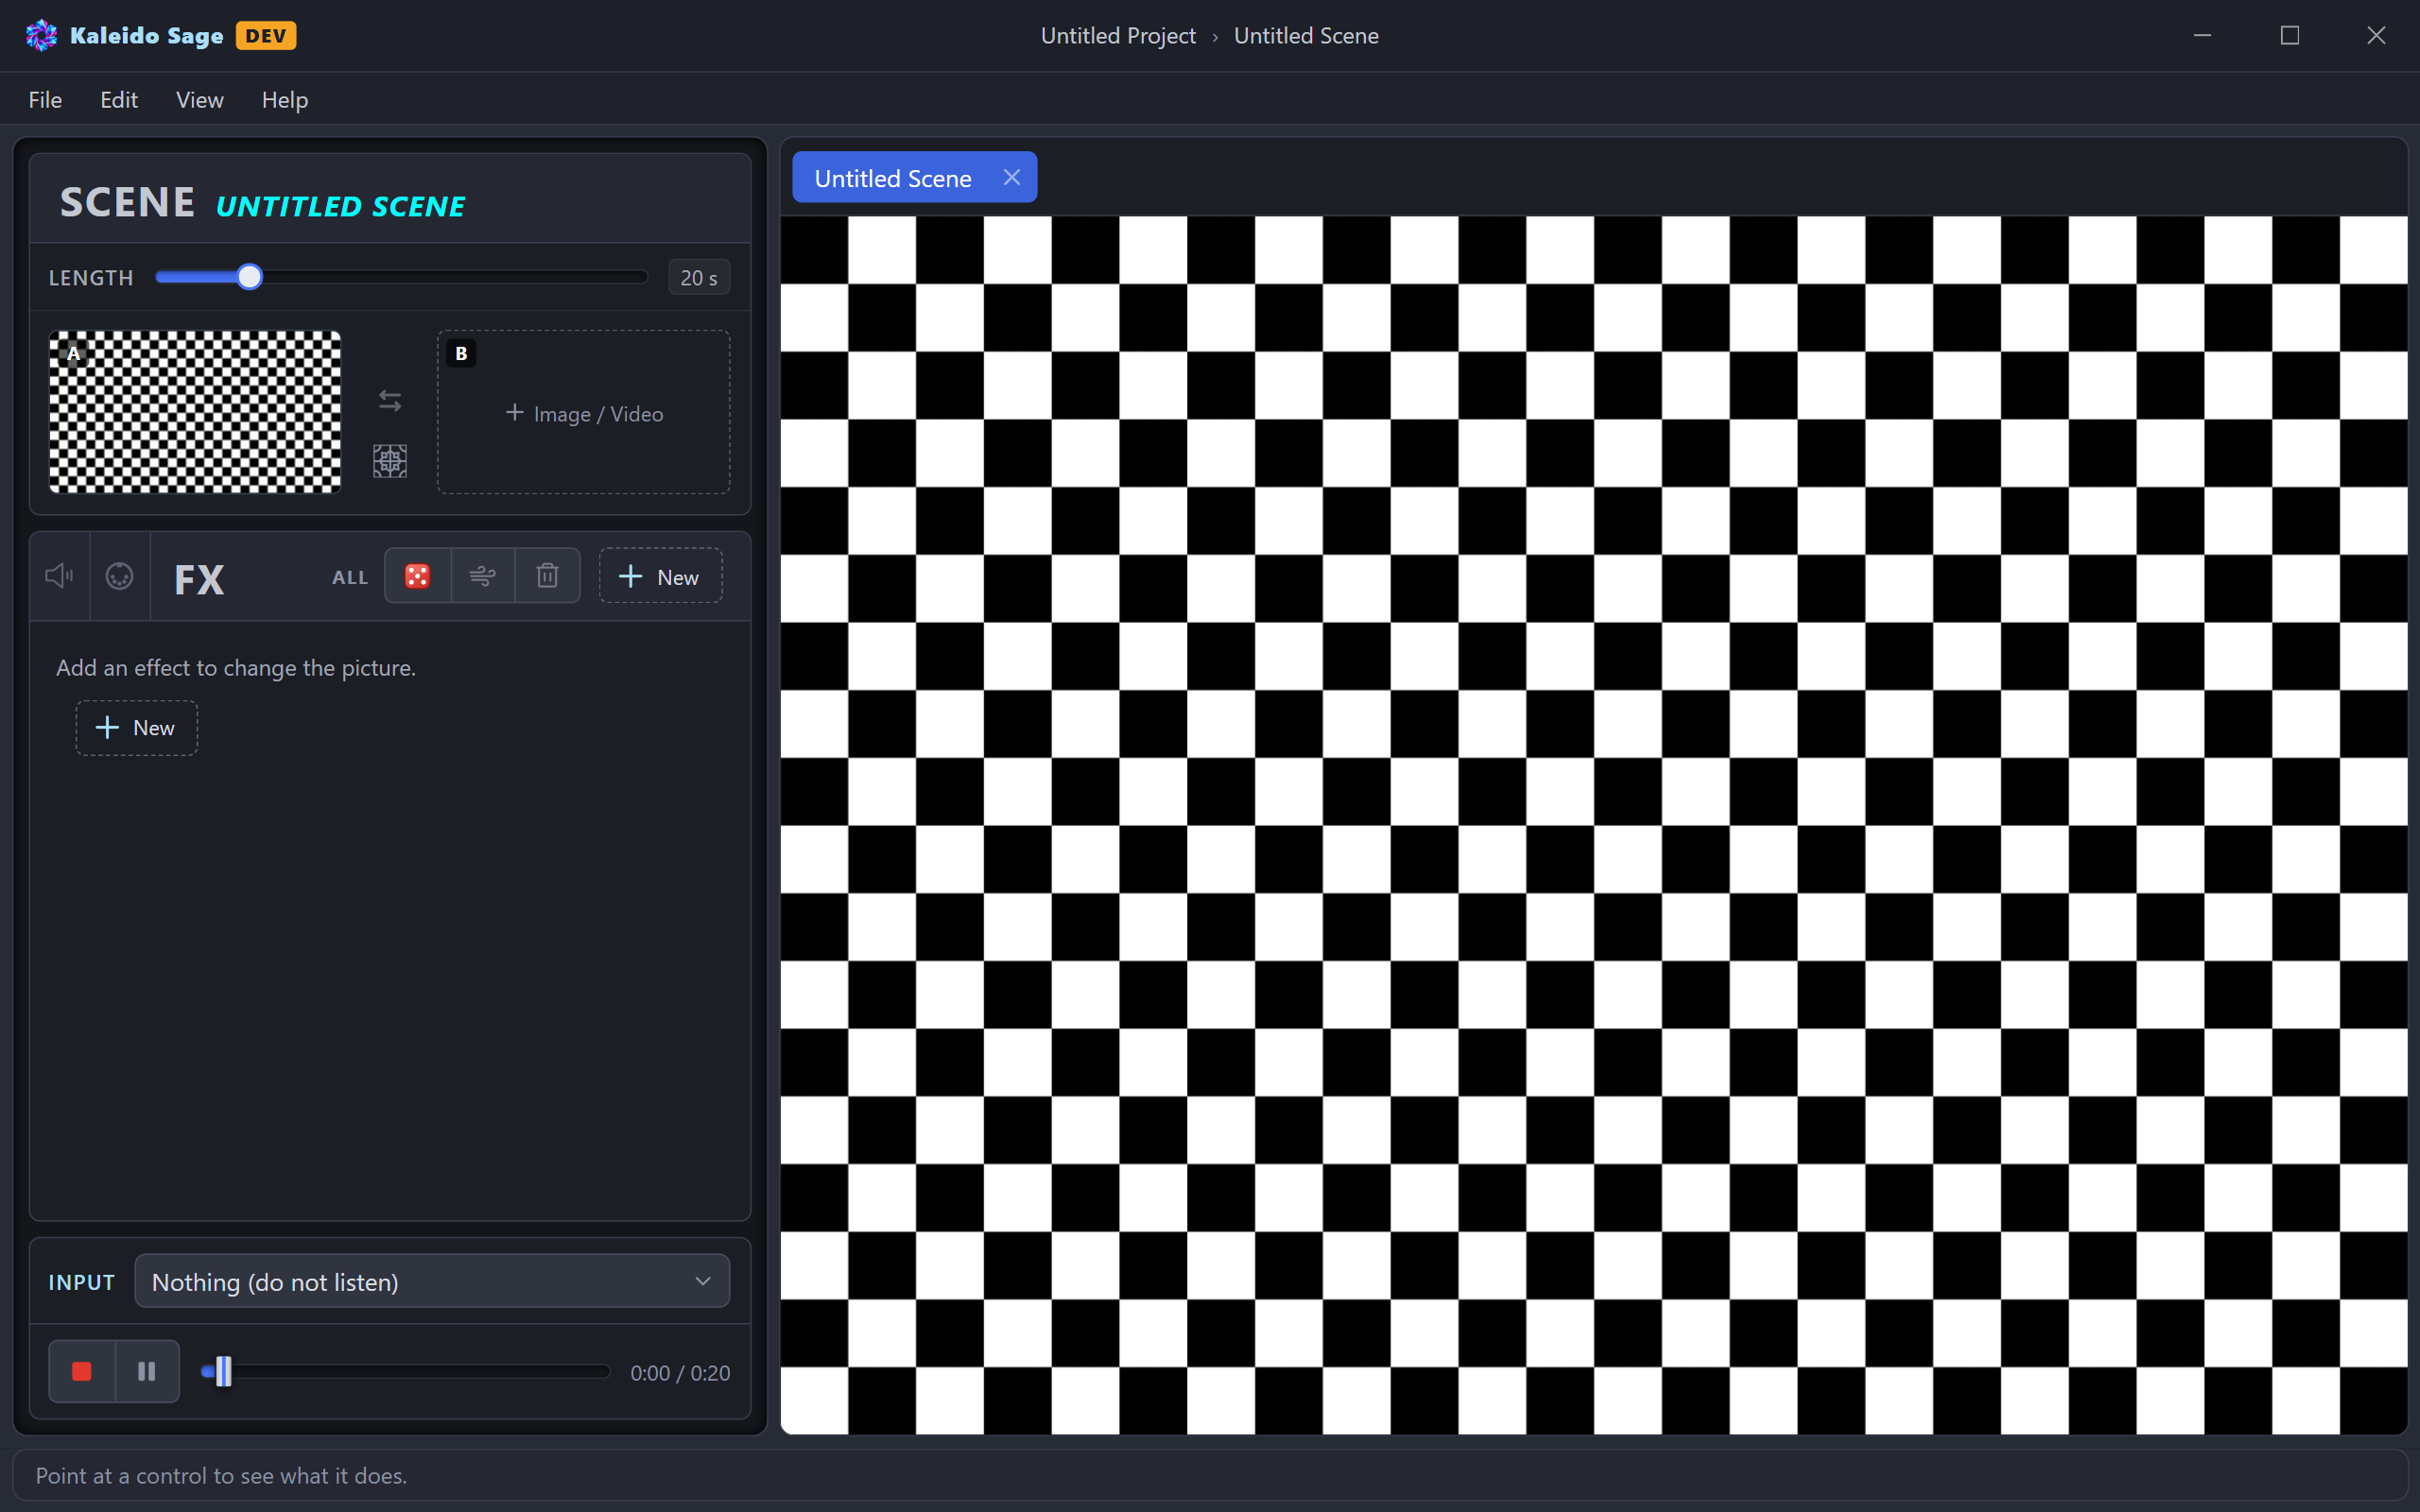 Kaleido Sage DEV
Untitled Project › Untitled Scene
File Edit View Help
SCENE UNTITLED SCENE
Untitled Scene
LENGTH 20 s
A
B
+ Image / Video
FX ALL + New
Add an effect to change the picture.
+ New
INPUT Nothing (do not listen)
0:00 / 0:20
Point at a control to see what it does.